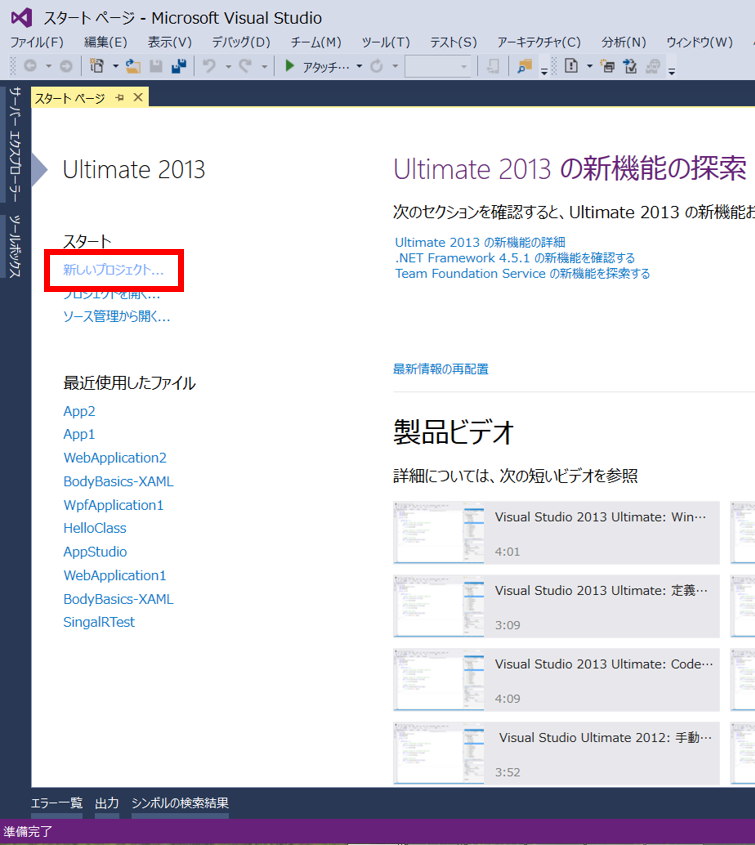 スタート ページ - Microsoft Visual Studio
ファイル(F) 編集(E) 表示(V) デバッグ(D) チーム(M) ツール(T) テスト(S) アーキテクチャ(C) 分析(N) ウィンドウ(W)
アタッチ...
サーバー エクスプローラー
ツールボックス
スタート ページ
Ultimate 2013
スタート
新しいプロジェクト...
プロジェクトを開く...
ソース管理から開く...
最近使用したファイル
App2
App1
WebApplication2
BodyBasics-XAML
WpfApplication1
HelloClass
AppStudio
WebApplication1
BodyBasics-XAML
SingalRTest
Ultimate 2013 の新機能の探索
次のセクションを確認すると、Ultimate 2013 の新機能お
Ultimate 2013 の新機能の詳細
.NET Framework 4.5.1 の新機能を確認する
Team Foundation Service の新機能を探索する
最新情報の再配置
製品ビデオ
詳細については、次の短いビデオを参照
Visual Studio 2013 Ultimate: Win...
4:01
Visual Studio 2013 Ultimate: 定義...
3:09
Visual Studio 2013 Ultimate: Code...
4:09
Visual Studio Ultimate 2012: 手動...
3:52
エラー一覧 出力 シンボルの検索結果
準備完了